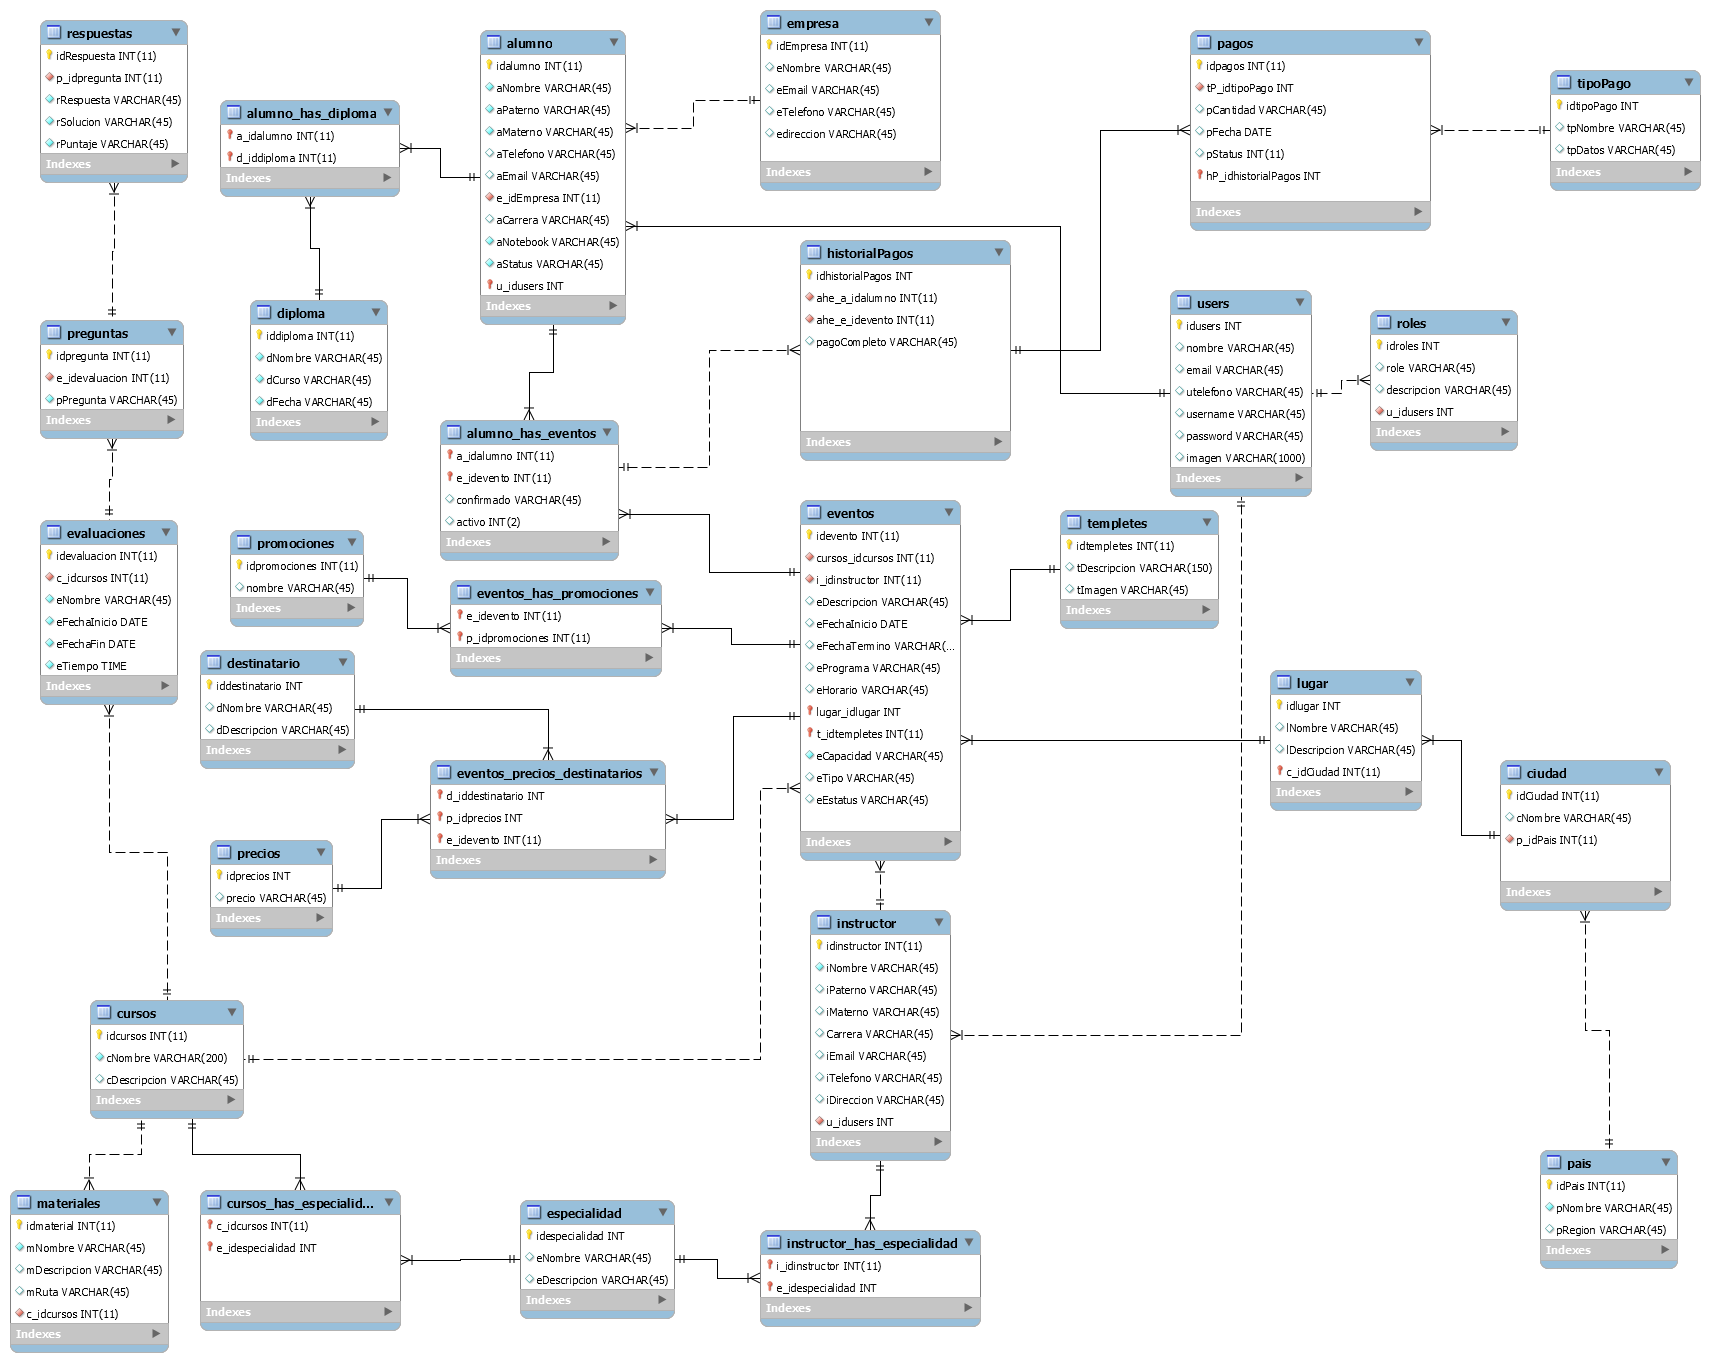 respuestas
idRespuesta INT(11)
p_idpregunta INT(11)
rRespuesta VARCHAR(45)
rSolucion VARCHAR(45)
rPuntaje VARCHAR(45)
Indexes
alumno_has_diploma
a_idalumno INT(11)
d_iddiploma INT(11)
Indexes
alumno
idalumno INT(11)
aNombre VARCHAR(45)
aPaterno VARCHAR(45)
aMaterno VARCHAR(45)
aTelefono VARCHAR(45)
aEmail VARCHAR(45)
e_idEmpresa INT(11)
aCarrera VARCHAR(45)
aNotebook VARCHAR(45)
aStatus VARCHAR(45)
u_idusers INT
Indexes
empresa
idEmpresa INT(11)
eNombre VARCHAR(45)
eEmail VARCHAR(45)
eTelefono VARCHAR(45)
edireccion VARCHAR(45)
Indexes
pagos
idpagos INT(11)
tP_idtipoPago INT
pCantidad VARCHAR(45)
pFecha DATE
pStatus INT(11)
hP_idhistorialPagos INT
Indexes
tipoPago
idtipoPago INT
tpNombre VARCHAR(45)
tpDatos VARCHAR(45)
Indexes
historialPagos
idhistorialPagos INT
ahe_a_idalumno INT(11)
ahe_e_idevento INT(11)
pagoCompleto VARCHAR(45)
Indexes
users
idusers INT
nombre VARCHAR(45)
email VARCHAR(45)
utelefono VARCHAR(45)
username VARCHAR(45)
password VARCHAR(45)
imagen VARCHAR(1000)
Indexes
roles
idroles INT
role VARCHAR(45)
descripcion VARCHAR(45)
u_idusers INT
Indexes
preguntas
idpregunta INT(11)
e_idevaluacion INT(11)
pPregunta VARCHAR(45)
Indexes
diploma
iddiploma INT(11)
dNombre VARCHAR(45)
dCurso VARCHAR(45)
dFecha VARCHAR(45)
Indexes
alumno_has_eventos
a_idalumno INT(11)
e_idevento INT(11)
confirmado VARCHAR(45)
activo INT(2)
Indexes
evaluaciones
idevaluacion INT(11)
c_idcursos INT(11)
eNombre VARCHAR(45)
eFechaInicio DATE
eFechaFin DATE
eTiempo TIME
Indexes
promociones
idpromociones INT(11)
nombre VARCHAR(45)
Indexes
eventos_has_promociones
e_idevento INT(11)
p_idpromociones INT(11)
Indexes
eventos
idevento INT(11)
cursos_idcursos INT(11)
i_idinstructor INT(11)
eDescripcion VARCHAR(45)
eFechaInicio DATE
eFechaTermino VARCHAR(...
ePrograma VARCHAR(45)
eHorario VARCHAR(45)
lugar_idlugar INT
t_idtempletes INT(11)
eCapacidad VARCHAR(45)
eTipo VARCHAR(45)
eEstatus VARCHAR(45)
Indexes
templetes
idtempletes INT(11)
tDescripcion VARCHAR(150)
tImagen VARCHAR(45)
Indexes
destinatario
iddestinatario INT
dNombre VARCHAR(45)
dDescripcion VARCHAR(45)
Indexes
eventos_precios_destinatarios
d_iddestinatario INT
p_idprecios INT
e_idevento INT(11)
Indexes
precios
idprecios INT
precio VARCHAR(45)
Indexes
lugar
idlugar INT
lNombre VARCHAR(45)
lDescripcion VARCHAR(45)
c_idCiudad INT(11)
Indexes
ciudad
idCiudad INT(11)
cNombre VARCHAR(45)
p_idPais INT(11)
Indexes
instructor
idinstructor INT(11)
iNombre VARCHAR(45)
iPaterno VARCHAR(45)
iMaterno VARCHAR(45)
Carrera VARCHAR(45)
iEmail VARCHAR(45)
iTelefono VARCHAR(45)
iDireccion VARCHAR(45)
u_idusers INT
Indexes
cursos
idcursos INT(11)
cNombre VARCHAR(200)
cDescripcion VARCHAR(45)
Indexes
pais
idPais INT(11)
pNombre VARCHAR(45)
pRegion VARCHAR(45)
Indexes
materiales
idmaterial INT(11)
mNombre VARCHAR(45)
mDescripcion VARCHAR(45)
mRuta VARCHAR(45)
c_idcursos INT(11)
Indexes
cursos_has_especialid...
c_idcursos INT(11)
e_idespecialidad INT
Indexes
especialidad
idespecialidad INT
eNombre VARCHAR(45)
eDescripcion VARCHAR(45)
Indexes
instructor_has_especialidad
i_idinstructor INT(11)
e_idespecialidad INT
Indexes